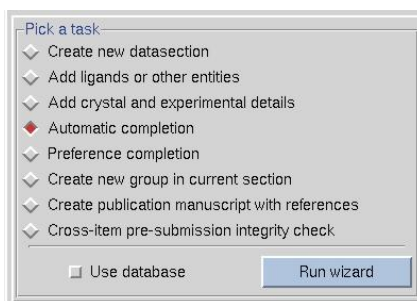 Pick a task
Create new datasection
Add ligands or other entities
Add crystal and experimental details
Automatic completion
Preference completion
Create new group in current section
Create publication manuscript with references
Cross-item pre-submission integrity check
Use database
Run wizard